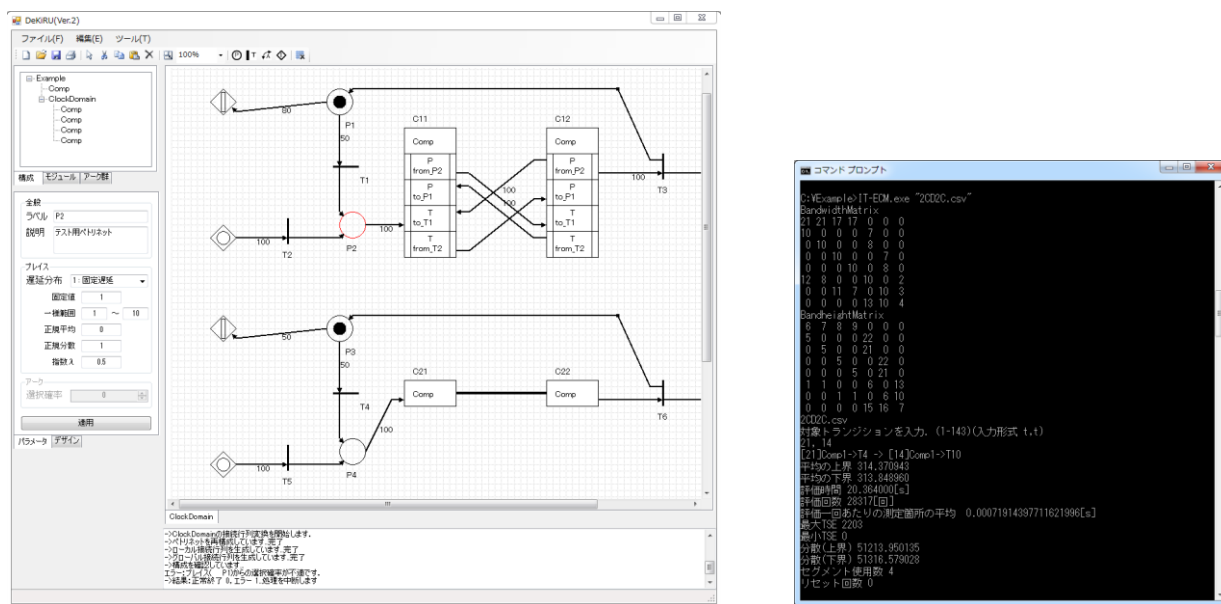 DeKIRU(Ver.2)
ファイル(F) 編集(E) ツール(T)
100%
Example
Comp
ClockDomain
Comp
Comp
Comp
Comp
構成 モジュール アーク群
全般
ラベル P2
説明 テスト用ペトリネット
プレイス
遅延分布 1:固定遅延
固定値 1
一様範囲 1 ～ 10
正規平均 0
正規分散 1
指数λ 0.5
アーク
選択確率 0
適用
パラメータ デザイン
80
P1
50
T1
100
T2
P2
100
C11
Comp
P
from_P2
P
to_P1
T
to_T1
T
from_T2
100
100
C12
Comp
P
from_P2
P
to_P1
T
to_T1
T
from_T2
100
T3
50
P3
50
T4
100
T5
P4
100
C21
Comp
C22
Comp
T6
ClockDomain
->ClockDomainの接続行列変換を開始します.
->ペトリネットを再構成しています.完了
->ローカル接続行列を生成しています.完了
->グローバル接続行列を生成しています.完了
->構成を確認しています.
エラー:プレイス( P1)からの選択確率が不適です.
->結果:正常終了 0, エラー 1.処理を中断します
コマンド プロンプト
C:¥Example>IT-ECM.exe "2CD2C.csv"
BandwidthMatrix
21 21 17 17 0 0 0
10 0 0 0 7 0 0
0 10 0 0 8 0 0
0 0 10 0 0 7 0
0 0 0 10 0 8 0
12 8 0 0 10 0 2
0 0 11 7 0 10 3
0 0 0 0 13 10 4
BandheightMatrix
6 7 8 9 0 0 0
5 0 0 0 22 0 0
0 5 0 0 21 0 0
0 0 5 0 0 22 0
0 0 0 5 0 21 0
1 1 0 0 6 0 13
0 0 1 1 0 6 10
0 0 0 0 15 16 7
2CD2C.csv
対象トランジションを入力. (1-143)(入力形式 t,t)
21, 14
[21]Comp1->T4 -> [14]Comp1->T10
平均の上界 314.370943
平均の下界 313.848960
評価時間 20.364000[s]
評価回数 28317[回]
評価一回あたりの測定箇所の平均 0.00071914397711621996[s]
最大TSE 2203
最小TSE 0
分散(上界) 51213.950135
分散(下界) 51316.579028
セグメント使用数 4
リセット回数 0